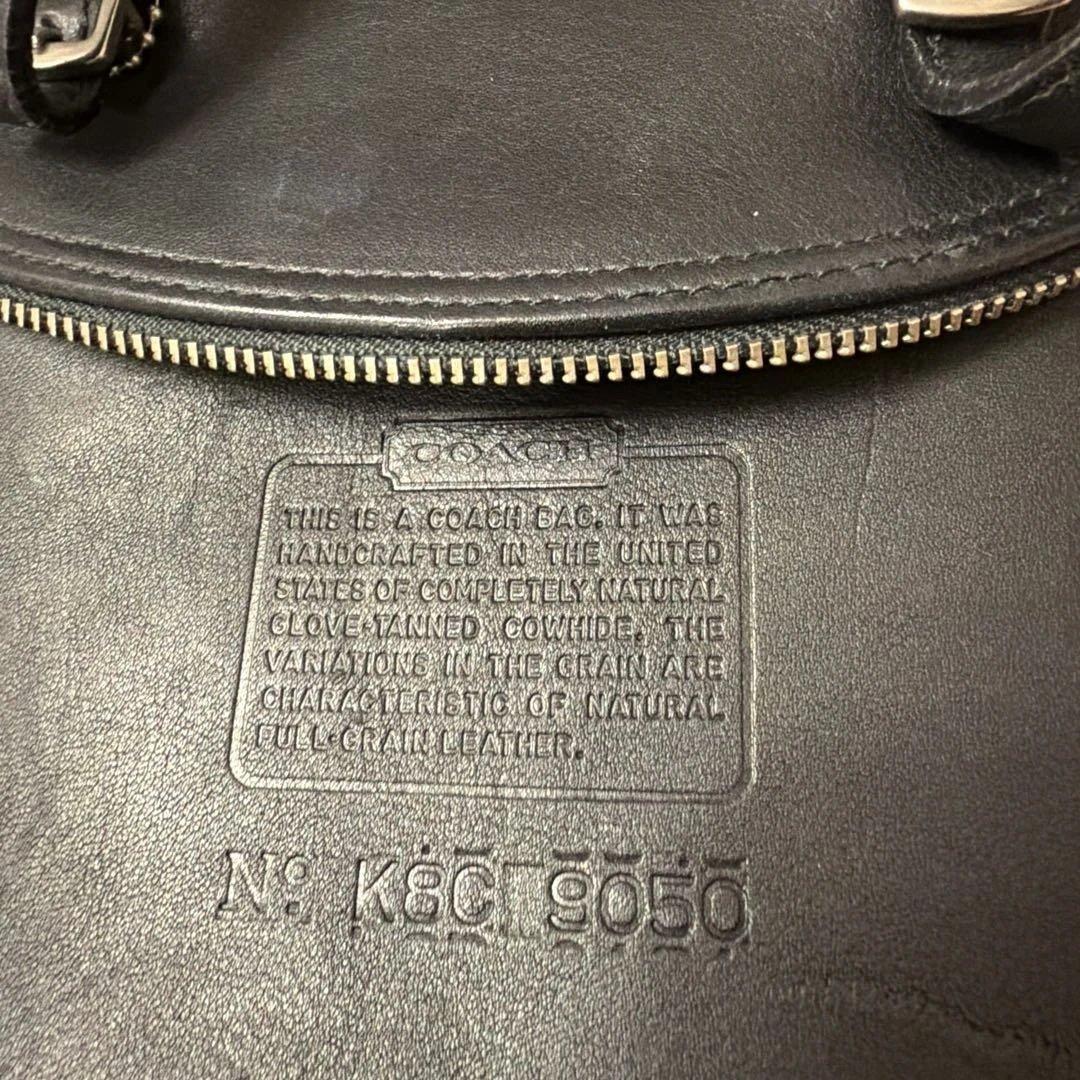 COACH
THIS IS A COACH BAG. IT WAS
HANDCRAFTED IN THE UNITED
STATES OF COMPLETELY NATURAL
GLOVE-TANNED COWHIDE. THE
VARIATIONS IN THE GRAIN ARE
CHARACTERISTIC OF NATURAL
FULL-GRAIN LEATHER.
Nº K8C 9050